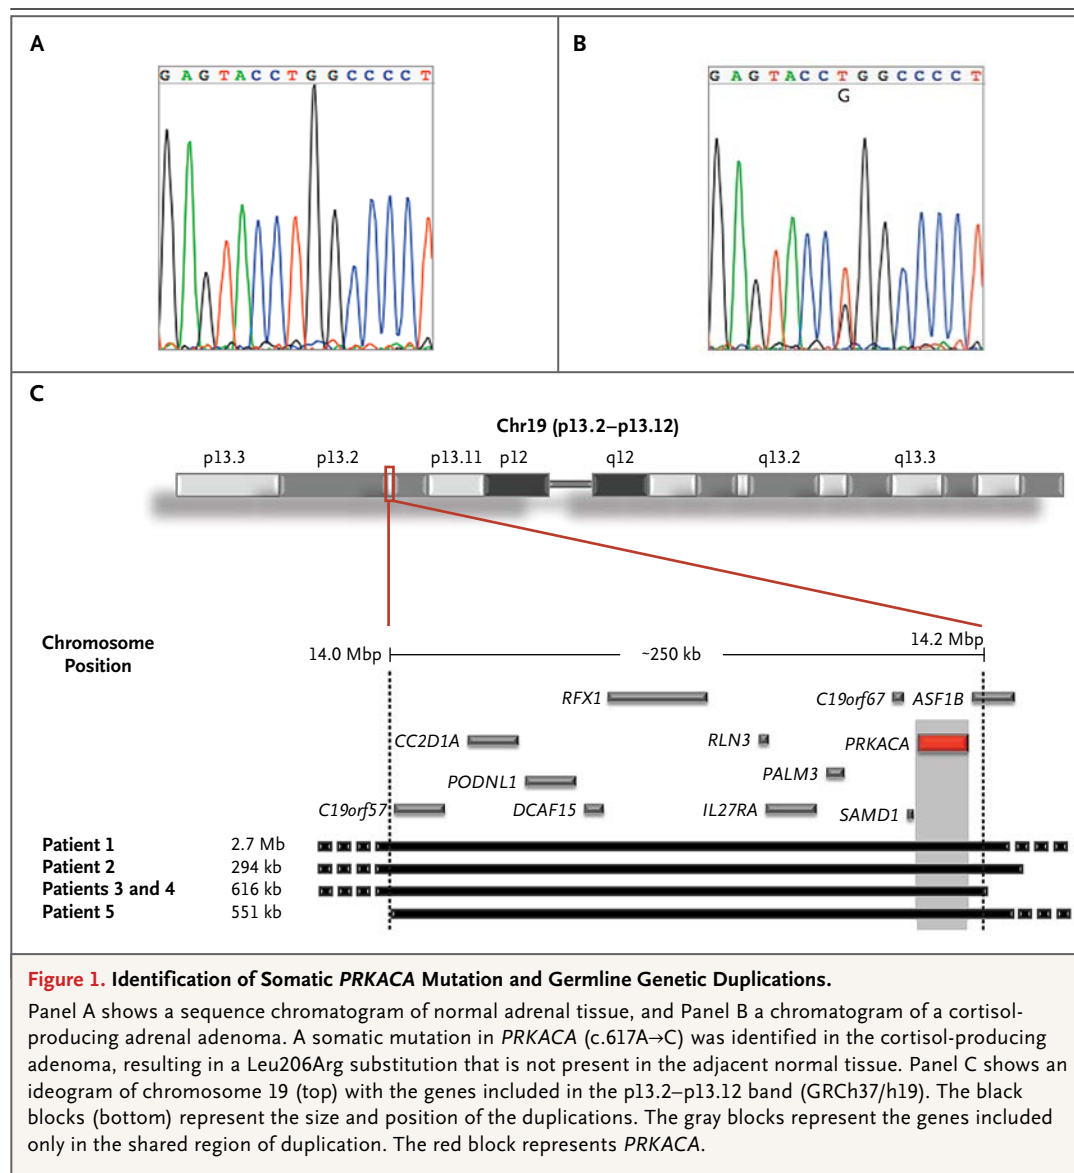 A
B
G A G T A C C T G G C C C C T
G A G T A C C T G G C C C C T
G
C
Chr19 (p13.2–p13.12)
p13.3 p13.2 p13.11 p12 q12 q13.2 q13.3
Chromosome
Position
14.0 Mbp ~250 kb 14.2 Mbp
RFX1 C19orf67 ASF1B
CC2D1A RLN3 PRKACA
PODNL1 PALM3
C19orf57 DCAF15 IL27RA SAMD1
Patient 1 2.7 Mb
Patient 2 294 kb
Patients 3 and 4 616 kb
Patient 5 551 kb
Figure 1. Identification of Somatic PRKACA Mutation and Germline Genetic Duplications.
Panel A shows a sequence chromatogram of normal adrenal tissue, and Panel B a chromatogram of a cortisol-
producing adrenal adenoma. A somatic mutation in PRKACA (c.617A→C) was identified in the cortisol-producing
adenoma, resulting in a Leu206Arg substitution that is not present in the adjacent normal tissue. Panel C shows an
ideogram of chromosome 19 (top) with the genes included in the p13.2–p13.12 band (GRCh37/h19). The black
blocks (bottom) represent the size and position of the duplications. The gray blocks represent the genes included
only in the shared region of duplication. The red block represents PRKACA.